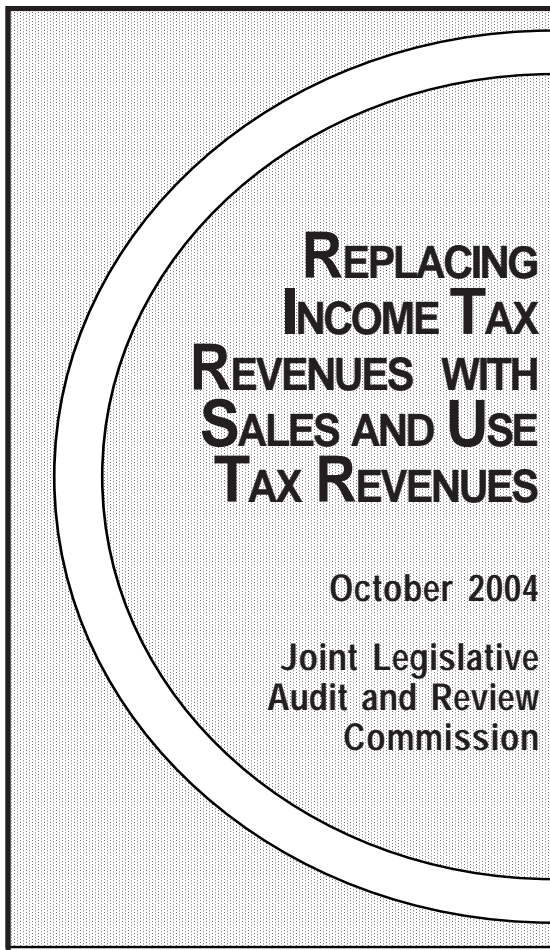 REPLACING
INCOME TAX
REVENUES WITH
SALES AND USE
TAX REVENUES
October 2004
Joint Legislative
Audit and Review
Commission